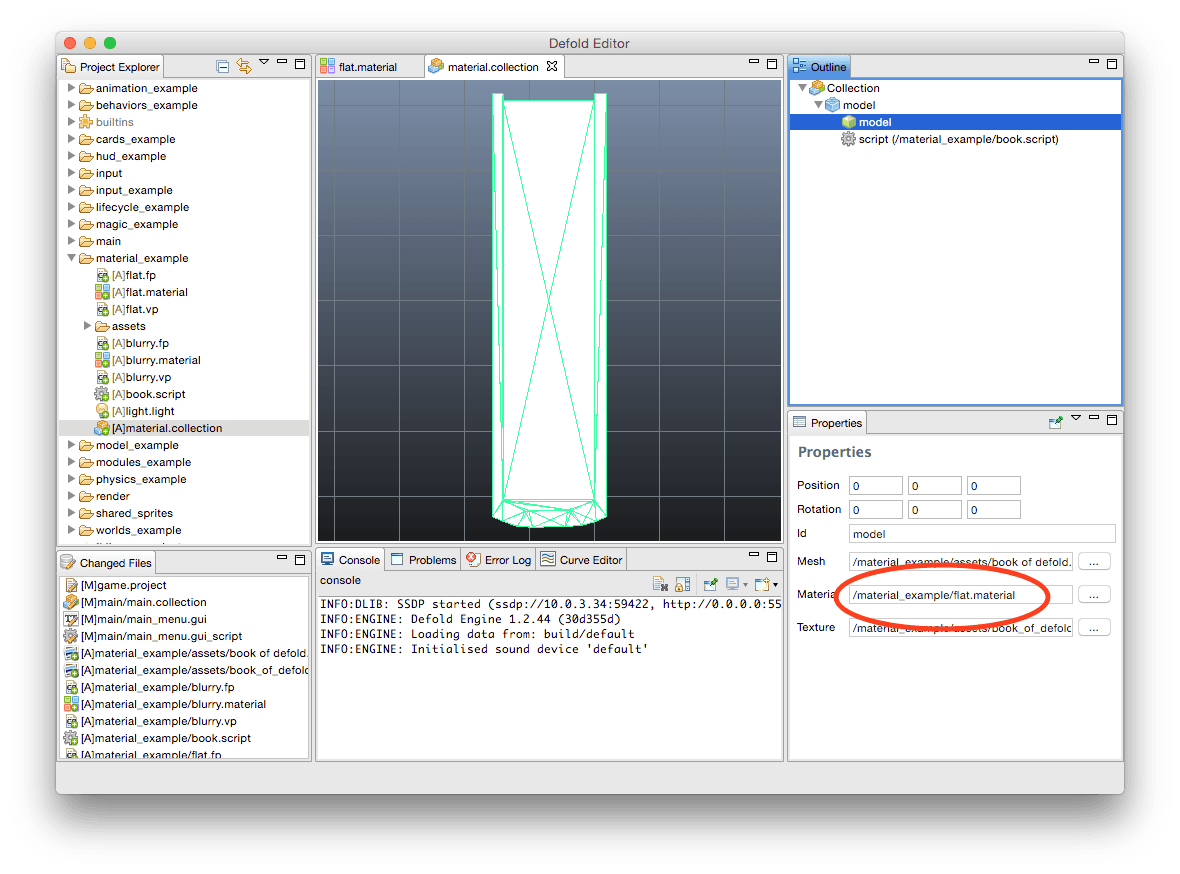 Defold Editor
Project Explorer
animation_example
behaviors_example
builtins
cards_example
hud_example
input
input_example
lifecycle_example
magic_example
main
material_example
[A]flat.fp
[A]flat.material
[A]flat.vp
assets
[A]blurry.fp
[A]blurry.material
[A]blurry.vp
[A]book.script
[A]light.light
[A]material.collection
model_example
modules_example
physics_example
render
shared_sprites
worlds_example
Changed Files
[M]game.project
[M]main/main.collection
[M]main/main_menu.gui
[M]main/main_menu.gui_script
[A]material_example/assets/book of defold.
[A]material_example/assets/book_of_defold
[A]material_example/blurry.fp
[A]material_example/blurry.material
[A]material_example/blurry.vp
[A]material_example/book.script
[A]material_example/flat.fp
flat.material
material.collection
Console
Problems
Error Log
Curve Editor
console
INFO:DLIB: SSDP started (ssdp://10.0.3.34:59422, http://0.0.0.0:55
INFO:ENGINE: Defold Engine 1.2.44 (30d355d)
INFO:ENGINE: Loading data from: build/default
INFO:ENGINE: Initialised sound device 'default'
Outline
Collection
model
model
script (/material_example/book.script)
Properties
Properties
Position 0 0 0
Rotation 0 0 0
Id model
Mesh /material_example/assets/book of defold. ...
Materia /material_example/flat.material ...
Texture /material_example/assets/book_of_defold ...